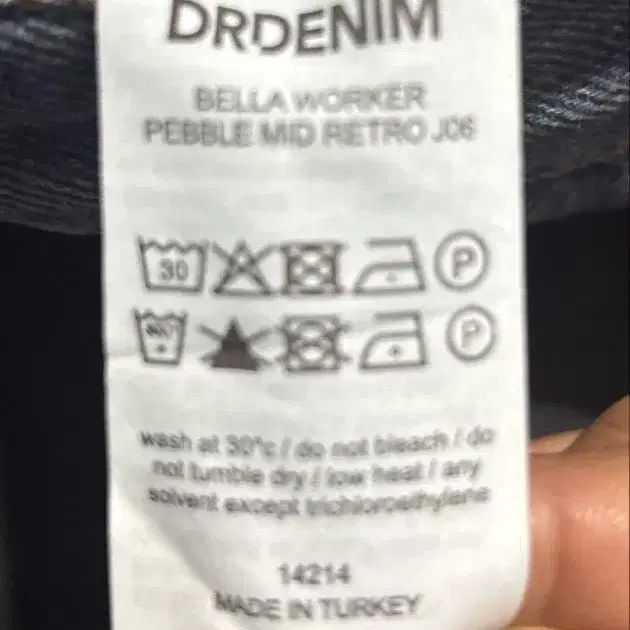 DRDENIM
BELLA WORKER
PEBBLE MID RETRO J06
30 P
P
wash at 30°c / do not bleach / do
not tumble dry / low heat / any
solvent except trichloroethylene
14214
MADE IN TURKEY